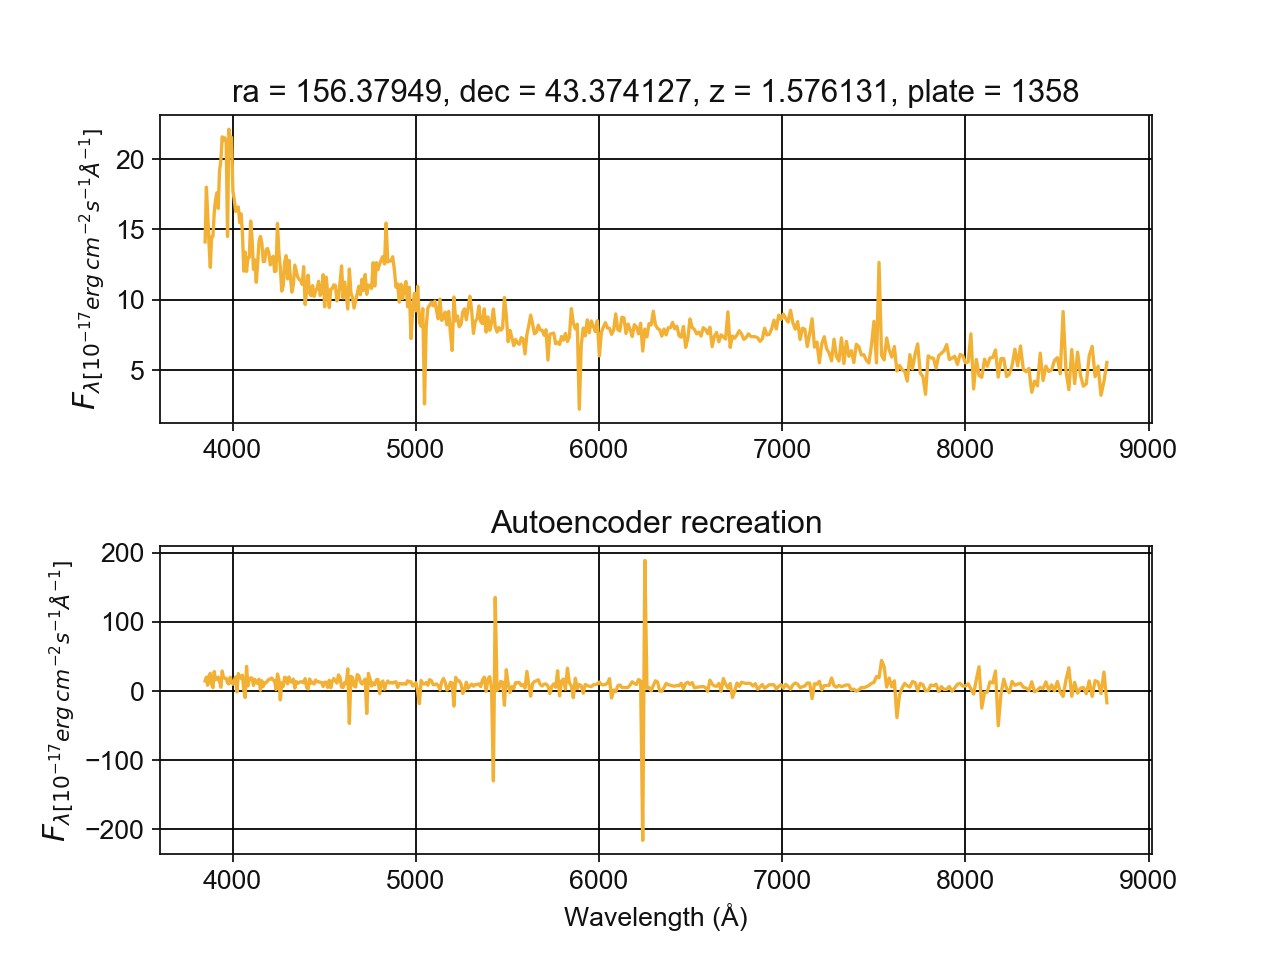 ra = 156.37949, dec = 43.374127, z = 1.576131, plate = 1358
F_λ[10⁻¹⁷erg cm⁻²s⁻¹Å⁻¹]
20
15
10
5
4000 5000 6000 7000 8000 9000
Autoencoder recreation
F_λ[10⁻¹⁷erg cm⁻²s⁻¹Å⁻¹]
200
100
0
−100
−200
4000 5000 6000 7000 8000 9000
Wavelength (Å)